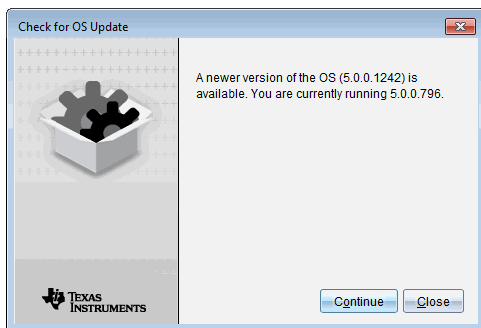 Check for OS Update
A newer version of the OS (5.0.0.1242) is
available. You are currently running 5.0.0.796.
TEXAS
INSTRUMENTS
Continue
Close